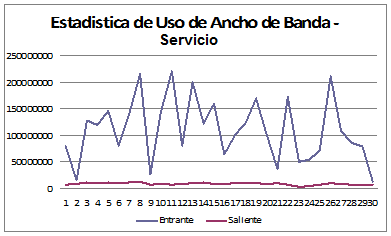 Estadistica de Uso de Ancho de Banda -
Servicio
250000000
200000000
150000000
100000000
50000000
0
1 2 3 4 5 6 7 8 9 10 11 12 13 14 15 16 17 18 19 20 21 22 23 24 25 26 27 28 29 30
Entrante Saliente